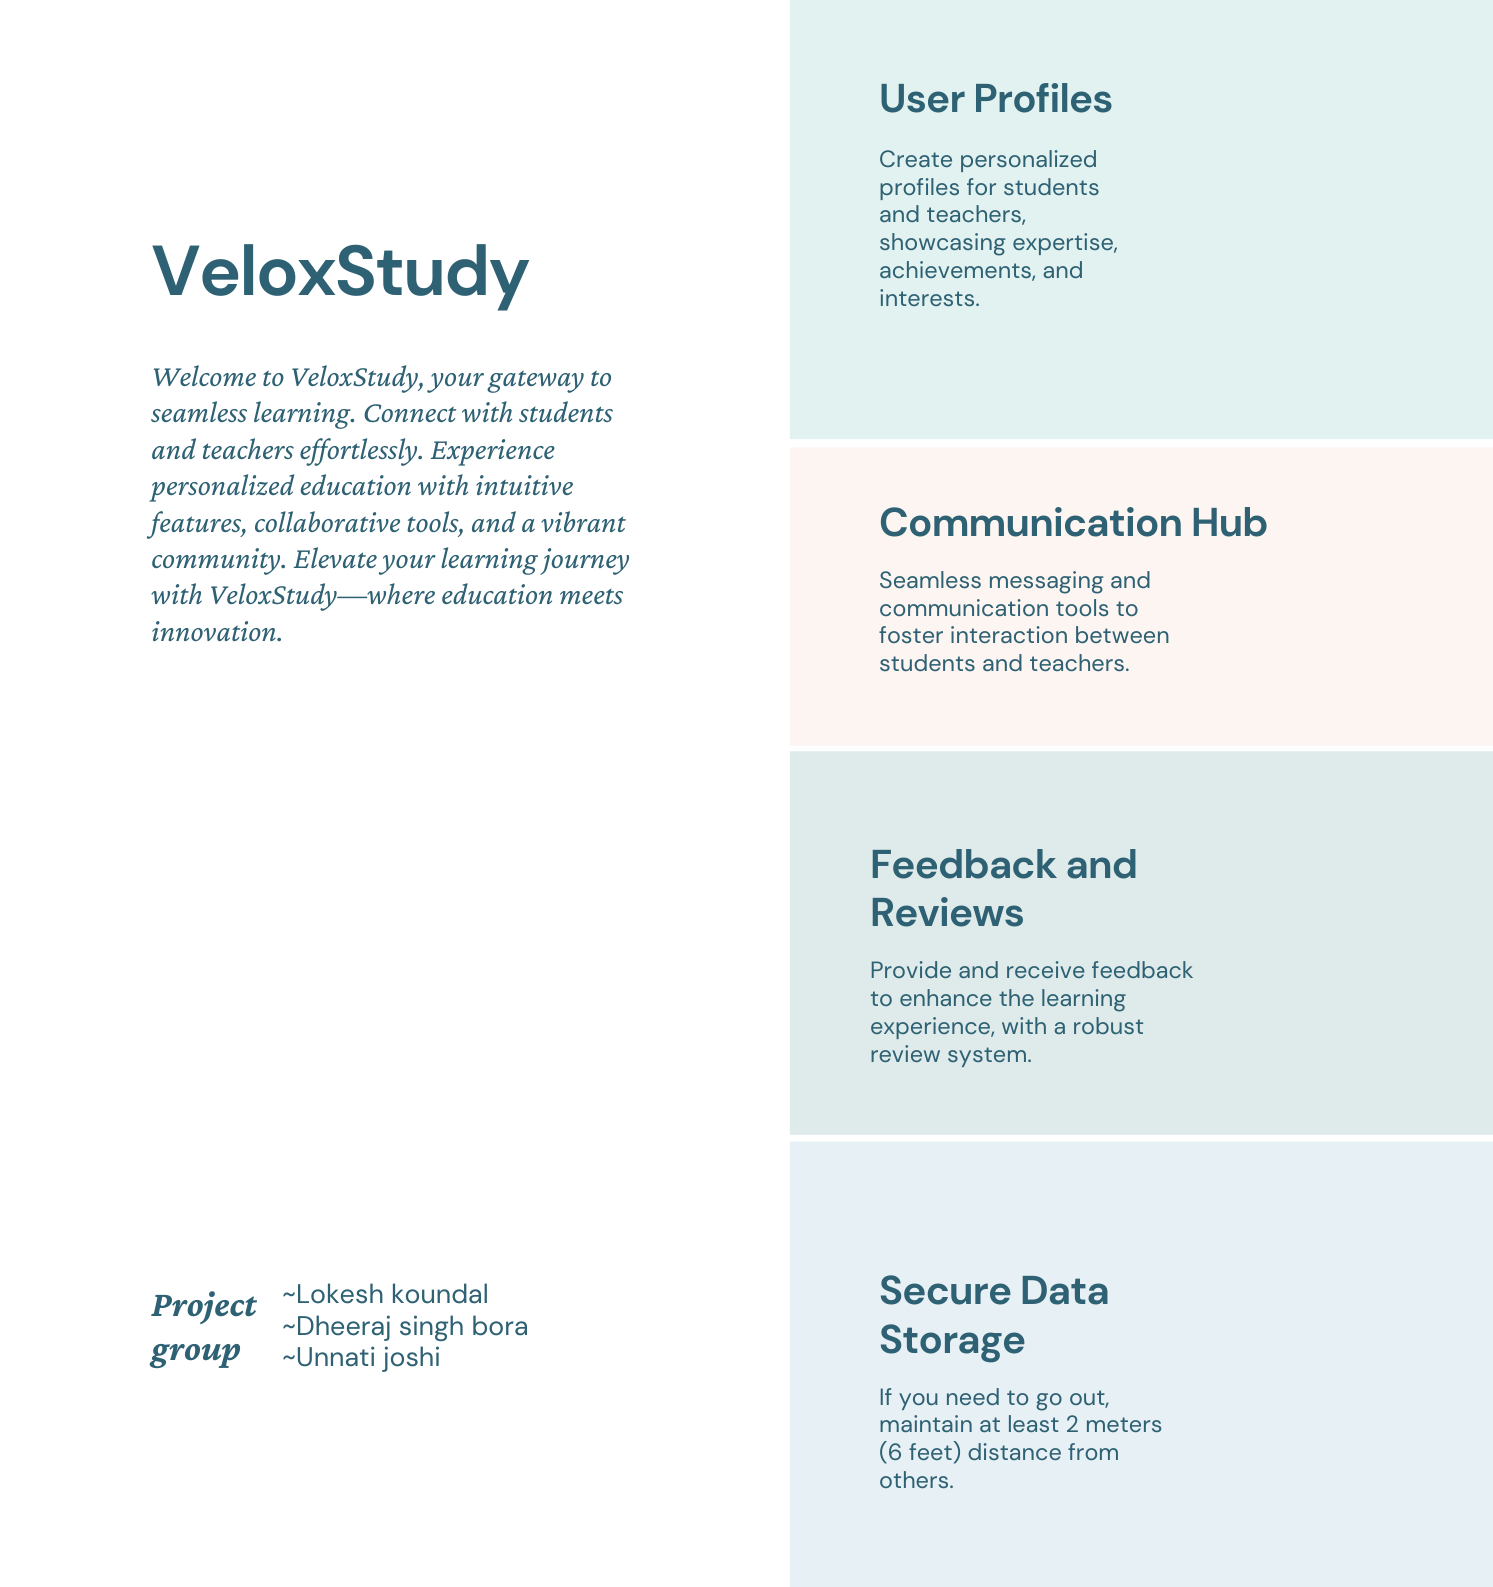 VeloxStudy
Welcome to VeloxStudy, your gateway to
seamless learning. Connect with students
and teachers effortlessly. Experience
personalized education with intuitive
features, collaborative tools, and a vibrant
community. Elevate your learning journey
with VeloxStudy—where education meets
innovation.
Project
group
~Lokesh koundal
~Dheeraj singh bora
~Unnati joshi
User Profiles
Create personalized
profiles for students
and teachers,
showcasing expertise,
achievements, and
interests.
Communication Hub
Seamless messaging and
communication tools to
foster interaction between
students and teachers.
Feedback and
Reviews
Provide and receive feedback
to enhance the learning
experience, with a robust
review system.
Secure Data
Storage
If you need to go out,
maintain at least 2 meters
(6 feet) distance from
others.